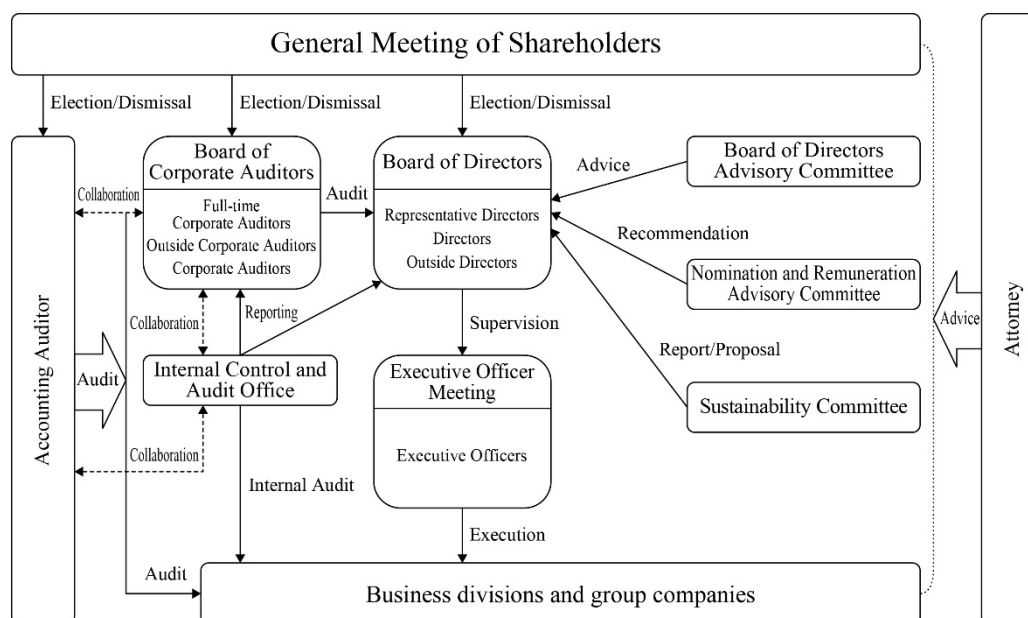 General Meeting of Shareholders
Election/Dismissal
Election/Dismissal
Election/Dismissal
Accounting Auditor
Collaboration
Board of
Corporate Auditors
Full-time
Corporate Auditors
Outside Corporate Auditors
Corporate Auditors
Audit
Board of Directors
Representative Directors
Directors
Outside Directors
Advice
Board of Directors
Advisory Committee
Recommendation
Nomination and Remuneration
Advisory Committee
Report/Proposal
Sustainability Committee
Advice
Attorney
Collaboration
Reporting
Supervision
Audit
Internal Control and
Audit Office
Executive Officer
Meeting
Executive Officers
Collaboration
Internal Audit
Execution
Audit
Business divisions and group companies